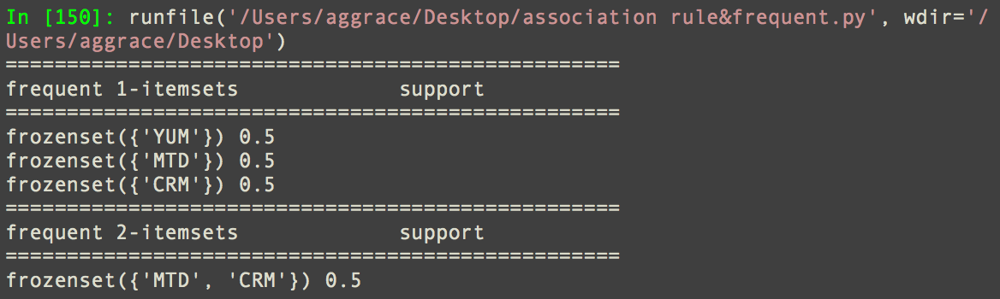 In [150]: runfile('/Users/aggrace/Desktop/association rule&frequent.py', wdir='/
Users/aggrace/Desktop')
==================================================
frequent 1-itemsets             support
==================================================
frozenset({'YUM'}) 0.5
frozenset({'MTD'}) 0.5
frozenset({'CRM'}) 0.5
==================================================
frequent 2-itemsets             support
==================================================
frozenset({'MTD', 'CRM'}) 0.5